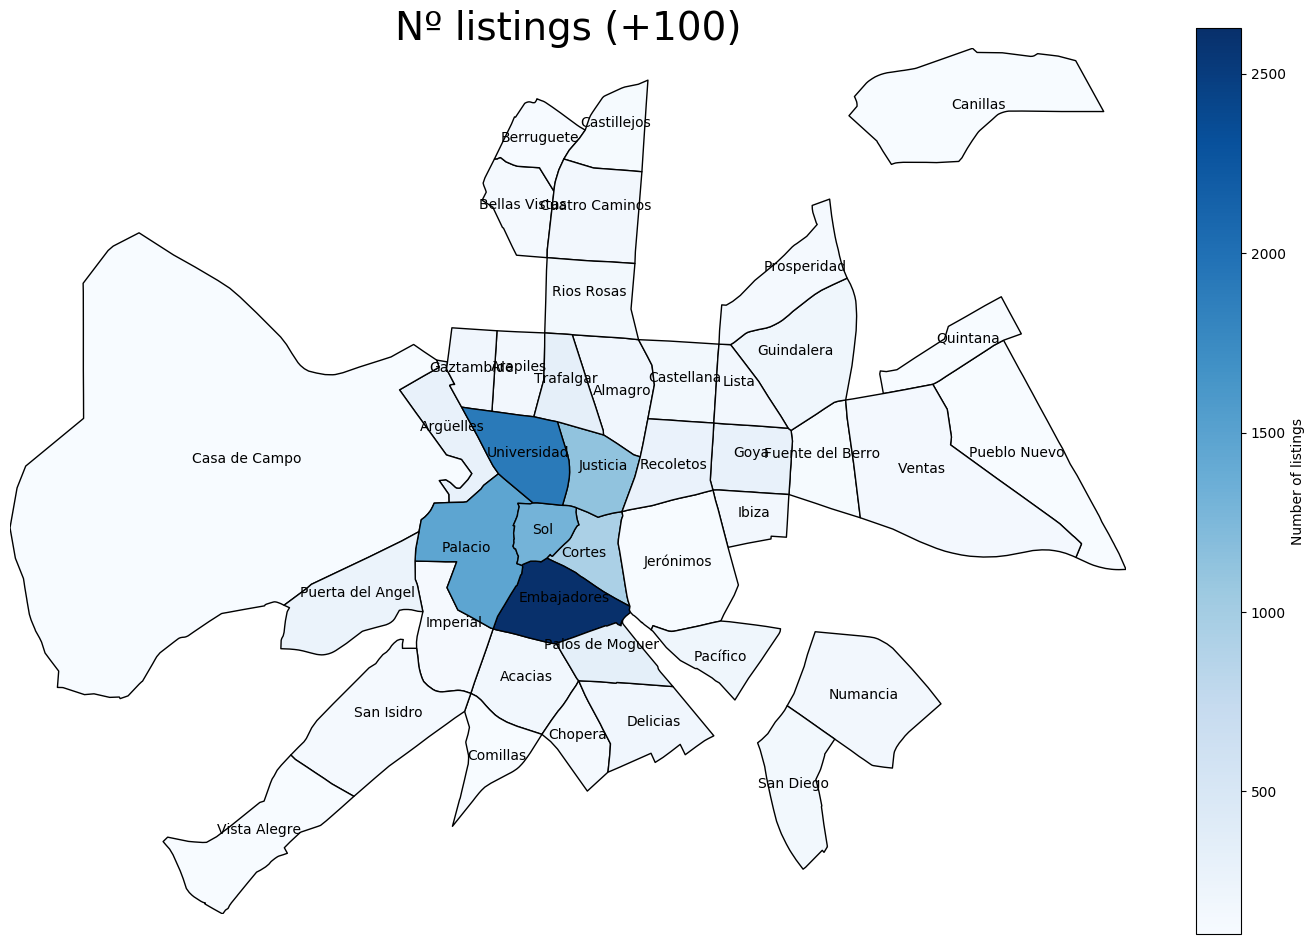 Nº listings (+100)
Canillas
Castillejos
Berruguete
Bellas Vistas
Cuatro Caminos
Prosperidad
Rios Rosas
Quintana
Guindalera
Gaztambide
Arapiles
Trafalgar
Castellana
Lista
Almagro
Argüelles
Casa de Campo
Universidad
Justicia
Recoletos
Goya
Fuente del Berro
Ventas
Pueblo Nuevo
Ibiza
Sol
Palacio
Cortes
Jerónimos
Puerta del Angel
Embajadores
Imperial
Palos de Moguer
Pacífico
Acacias
Numancia
San Isidro
Delicias
Chopera
Comillas
San Diego
Vista Alegre
2500
2000
1500
1000
500
Number of listings